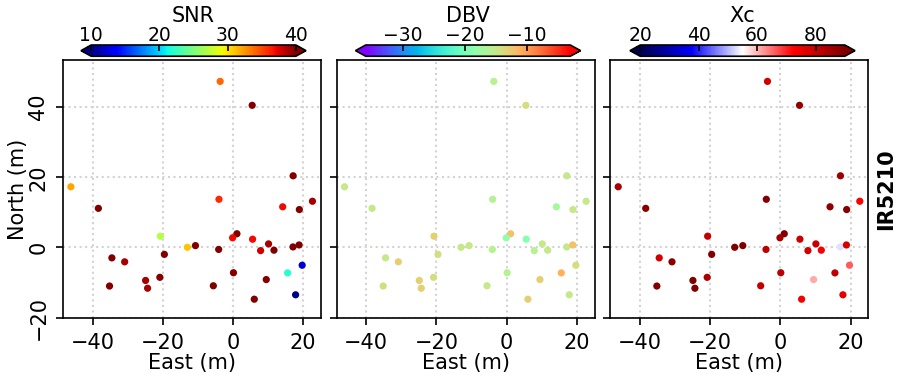 SNR DBV Xc
10 20 30 40 −30 −20 −10 20 40 60 80
North (m)
40
20
0
−20
−40 −20 0 20 −40 −20 0 20 −40 −20 0 20
East (m) East (m) East (m)
IR5210